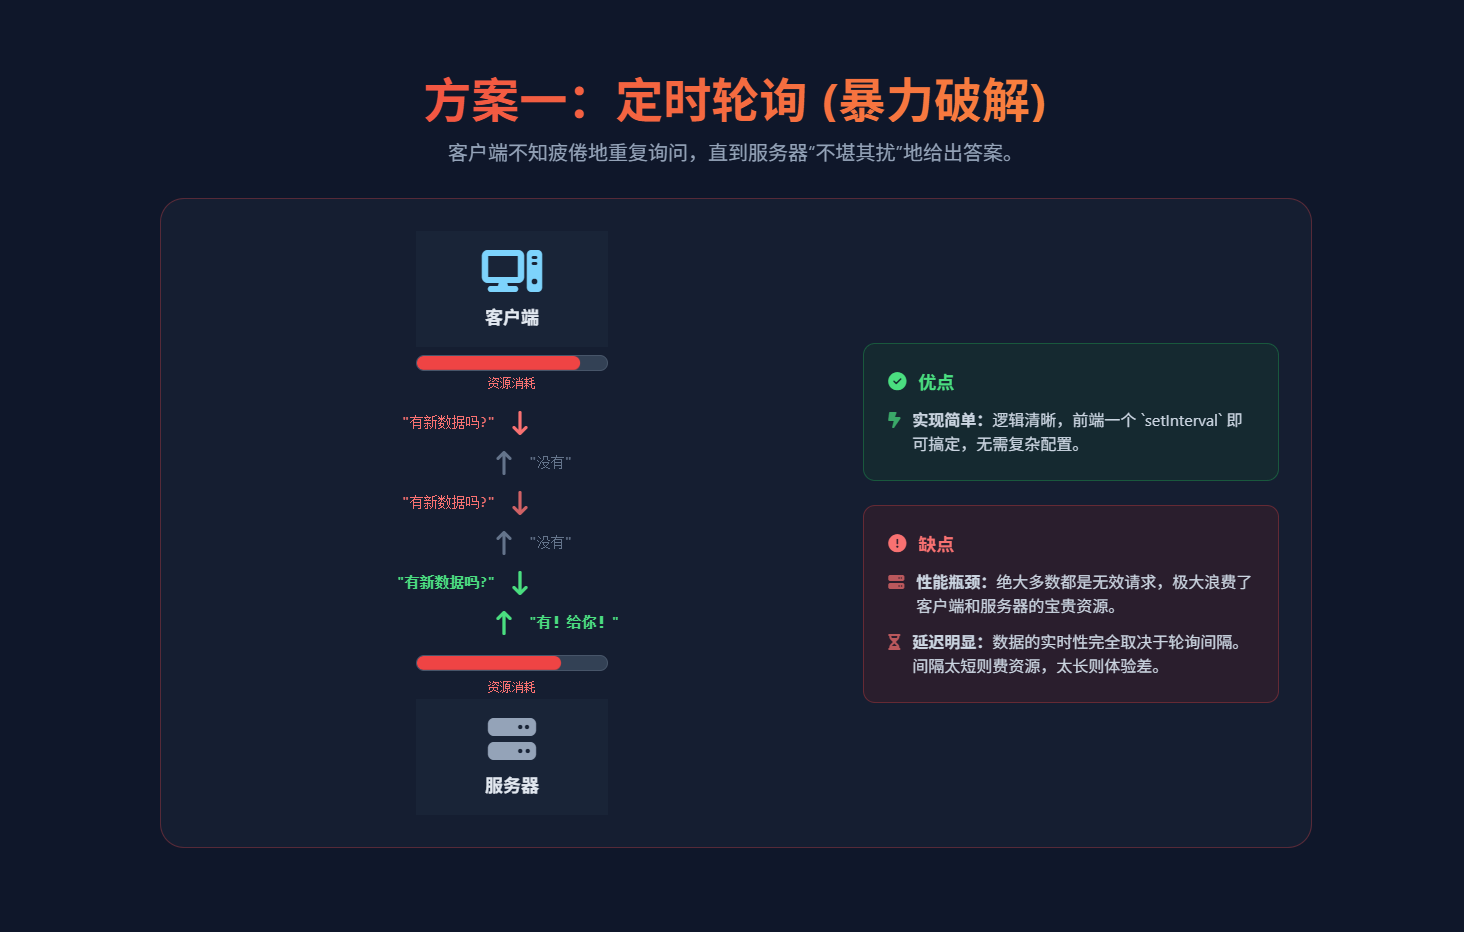 方案一：定时轮询 (暴力破解)
客户端不知疲倦地重复询问，直到服务器"不堪其扰"地给出答案。
客户端
资源消耗
"有新数据吗?"
"没有"
"有新数据吗?"
"没有"
"有新数据吗?"
"有! 给你! "
资源消耗
服务器
优点
实现简单：逻辑清晰，前端一个 `setInterval` 即
可搞定，无需复杂配置。
缺点
性能瓶颈：绝大多数都是无效请求，极大浪费了
客户端和服务器的宝贵资源。
延迟明显：数据的实时性完全取决于轮询间隔。
间隔太短则费资源，太长则体验差。